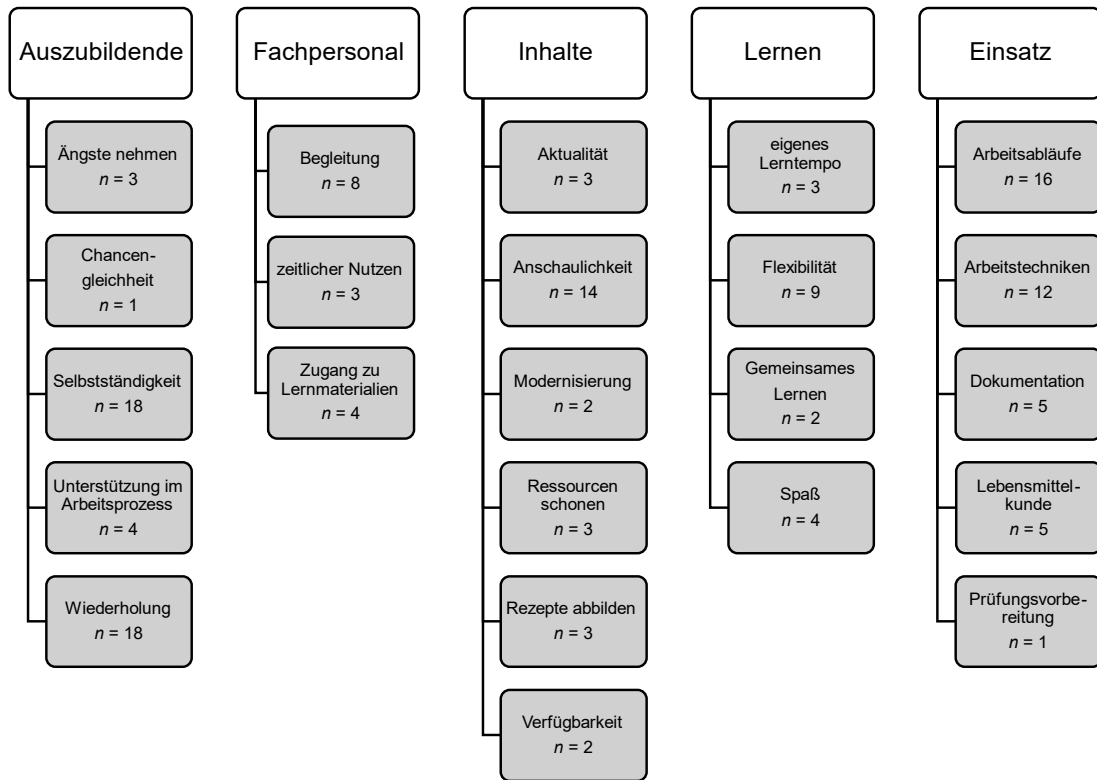 Auszubildende
Ängste nehmen
n = 3
Chancen-
gleichheit
n = 1
Selbstständigkeit
n = 18
Unterstützung im
Arbeitsprozess
n = 4
Wiederholung
n = 18
Fachpersonal
Begleitung
n = 8
zeitlicher Nutzen
n = 3
Zugang zu
Lernmaterialien
n = 4
Inhalte
Aktualität
n = 3
Anschaulichkeit
n = 14
Modernisierung
n = 2
Ressourcen
schonen
n = 3
Rezepte abbilden
n = 3
Verfügbarkeit
n = 2
Lernen
eigenes
Lerntempo
n = 3
Flexibilität
n = 9
Gemeinsames
Lernen
n = 2
Spaß
n = 4
Einsatz
Arbeitsabläufe
n = 16
Arbeitstechniken
n = 12
Dokumentation
n = 5
Lebensmittel-
kunde
n = 5
Prüfungsvorbe-
reitung
n = 1